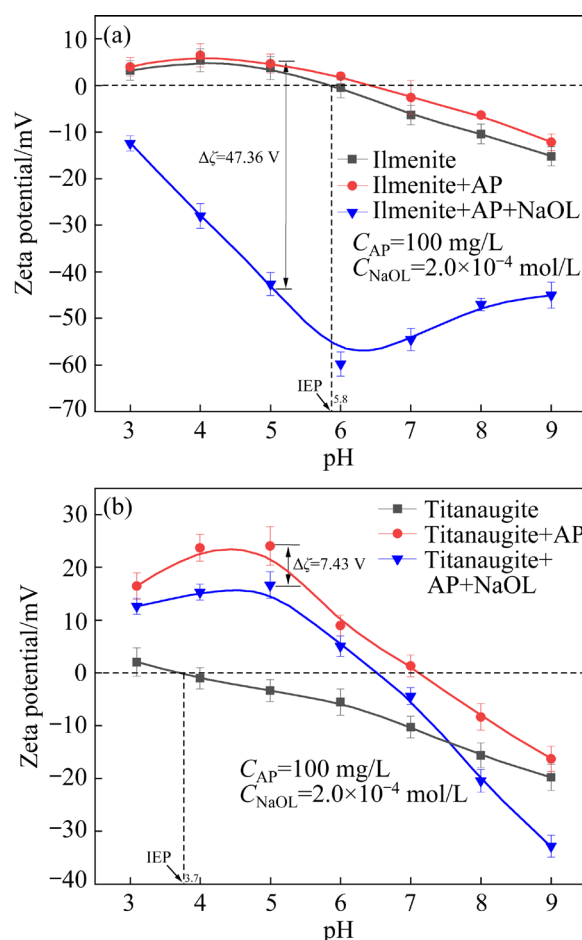 (a)
10
0
−10
−20
−30
−40
−50
−60
−70
Zeta potential/mV
Δζ=47.36 V
Ilmenite
Ilmenite+AP
Ilmenite+AP+NaOL
C_AP=100 mg/L
C_NaOL=2.0×10⁻⁴ mol/L
IEP
5.8
3 4 5 6 7 8 9
pH
(b)
30
20
10
0
−10
−20
−30
−40
Zeta potential/mV
Titanaugite
Titanaugite+AP
Titanaugite+
AP+NaOL
Δζ=7.43 V
C_AP=100 mg/L
C_NaOL=2.0×10⁻⁴ mol/L
IEP
3.7
3 4 5 6 7 8 9
pH